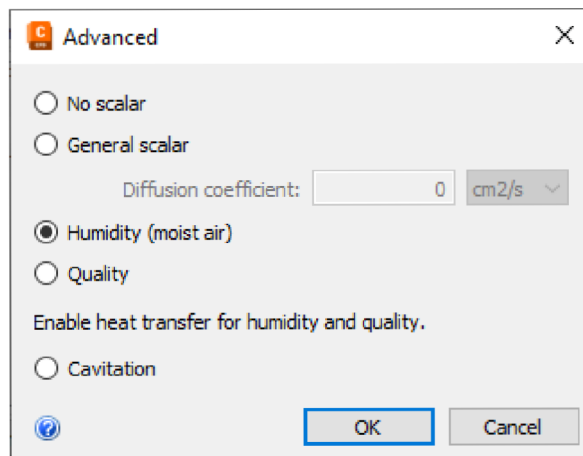 Advanced
No scalar
General scalar
Diffusion coefficient: 0 cm2/s
Humidity (moist air)
Quality
Enable heat transfer for humidity and quality.
Cavitation
OK Cancel